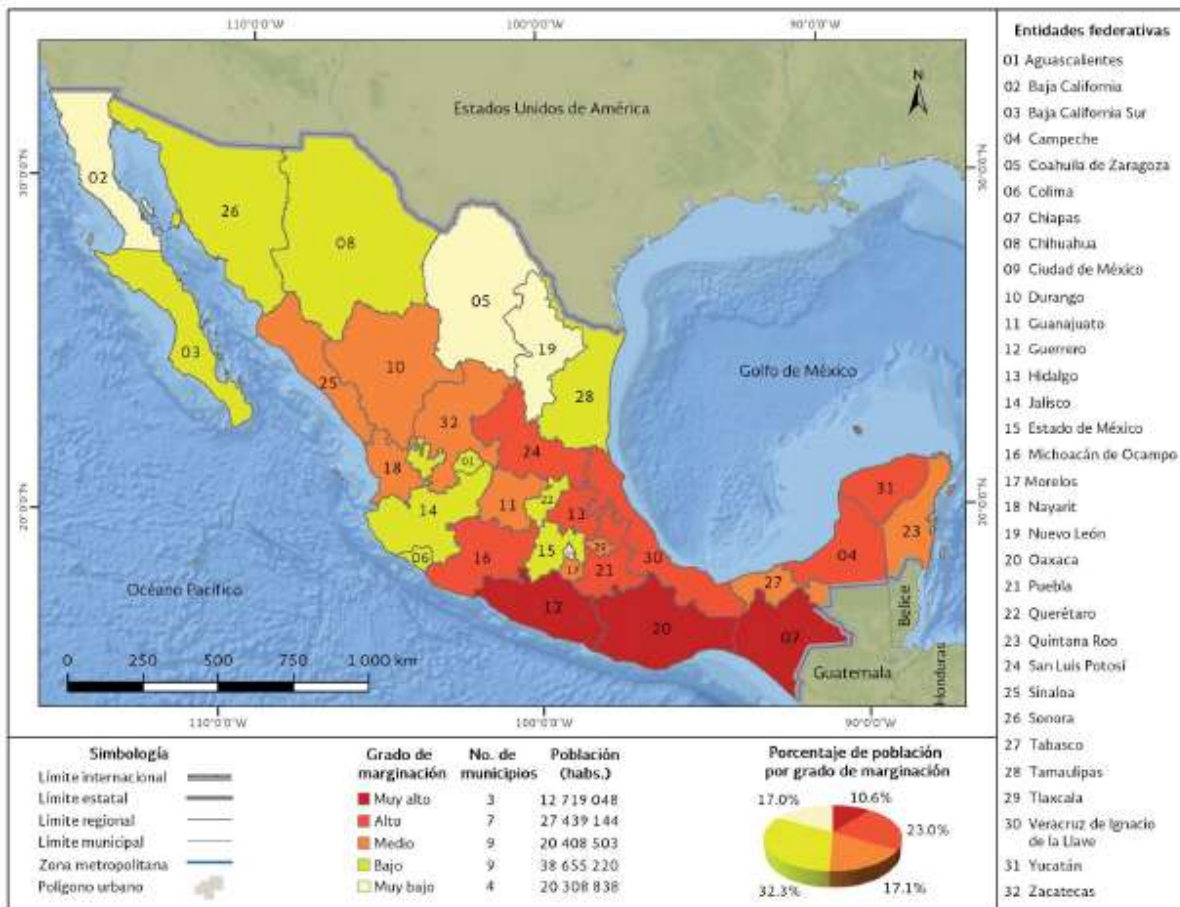 110°0'0"W 100°0'0"W 90°0'0"W
30°0'0"N
30°0'0"N
20°0'0"N
20°0'0"N
Estados Unidos de América
N
02
26
08
05
03
19
10
25
28
Golfo de México
32
24
18
01
31
14
11
22
13
23
06
16
15
30
04
29
17
21
27
Océano Pacífico
12
20
07
Belice
Guatemala
Honduras
0 250 500 750 1 000 km
110°0'0"W 100°0'0"W 90°0'0"W
Entidades federativas
01 Aguascalientes
02 Baja California
03 Baja California Sur
04 Campeche
05 Coahuila de Zaragoza
06 Colima
07 Chiapas
08 Chihuahua
09 Ciudad de México
10 Durango
11 Guanajuato
12 Guerrero
13 Hidalgo
14 Jalisco
15 Estado de México
16 Michoacán de Ocampo
17 Morelos
18 Nayarit
19 Nuevo León
20 Oaxaca
21 Puebla
22 Querétaro
23 Quintana Roo
24 San Luis Potosí
25 Sinaloa
26 Sonora
27 Tabasco
28 Tamaulipas
29 Tlaxcala
30 Veracruz de Ignacio
de la Llave
31 Yucatán
32 Zacatecas
Simbología
Límite internacional
Límite estatal
Límite regional
Límite municipal
Zona metropolitana
Polígono urbano
Grado de No. de Población
marginación municipios (habs.)
Muy alto 3 12 719 048
Alto 7 27 439 144
Medio 9 20 408 503
Bajo 9 38 655 220
Muy bajo 4 20 308 838
Porcentaje de población
por grado de marginación
17.0% 10.6%
23.0%
32.3% 17.1%